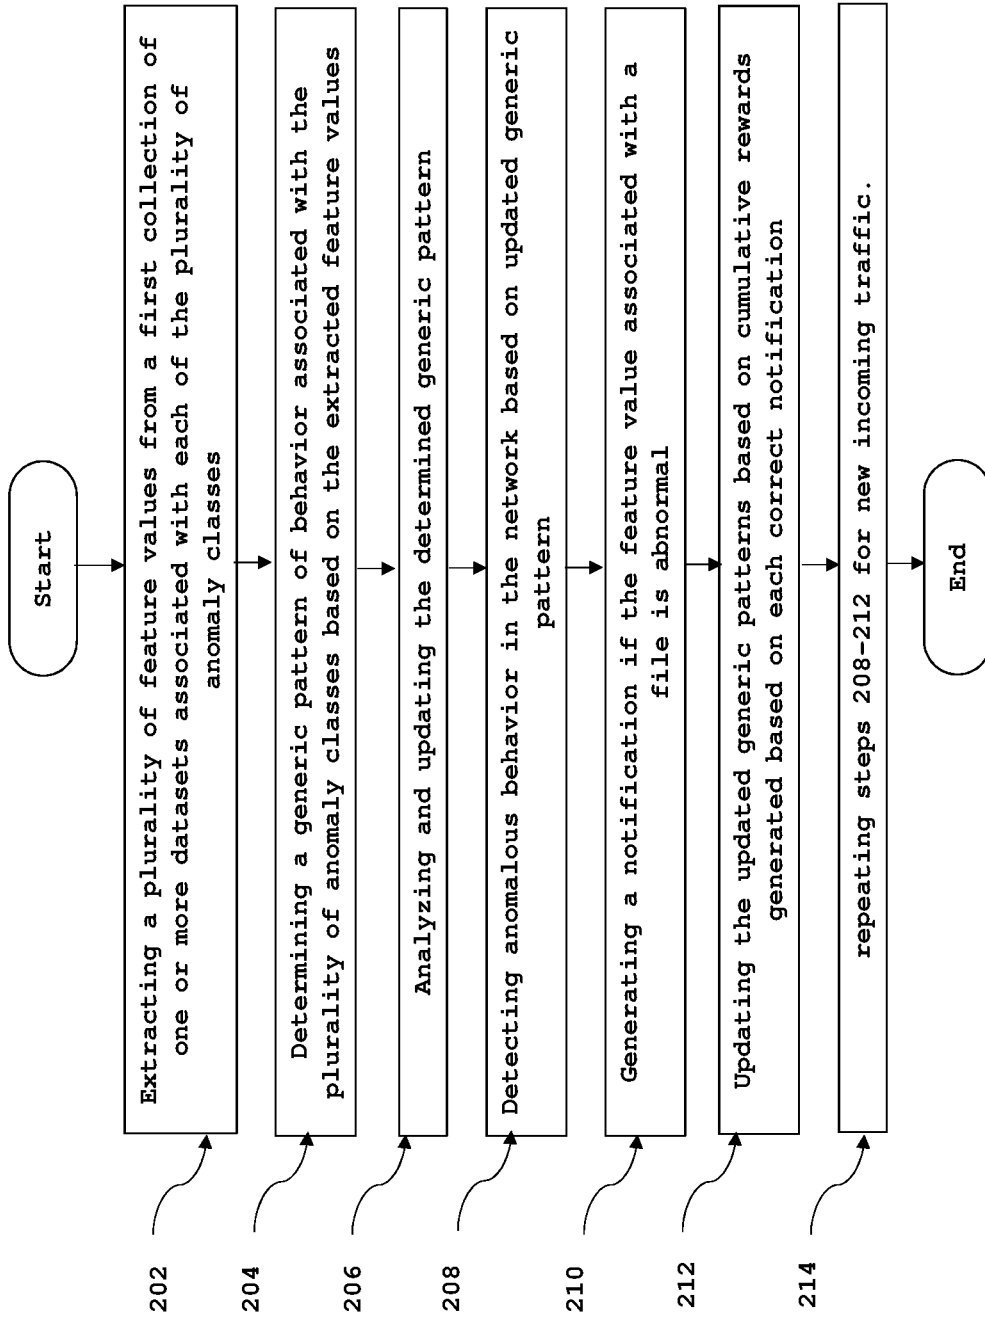 Start
Extracting a plurality of feature values from a first collection of
one or more datasets associated with each of the plurality of
anomaly classes
202
Determining a generic pattern of behavior associated with the
plurality of anomaly classes based on the extracted feature values
204
Analyzing and updating the determined generic pattern
206
Detecting anomalous behavior in the network based on updated generic
pattern
208
Generating a notification if the feature value associated with a
file is abnormal
210
Updating the updated generic patterns based on cumulative rewards
generated based on each correct notification
212
repeating steps 208-212 for new incoming traffic.
214
End